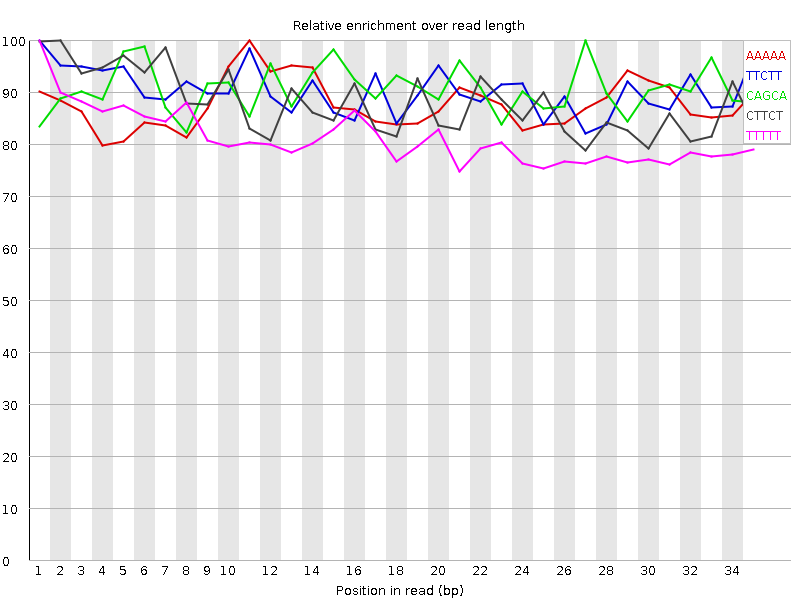 Relative enrichment over read length
100
90
80
70
60
50
40
30
20
10
0
AAAAA
TTCTT
CAGCA
CTTCT
TTTTT
1 2 3 4 5 6 7 8 9 10 12 14 16 18 20 22 24 26 28 30 32 34
Position in read (bp)